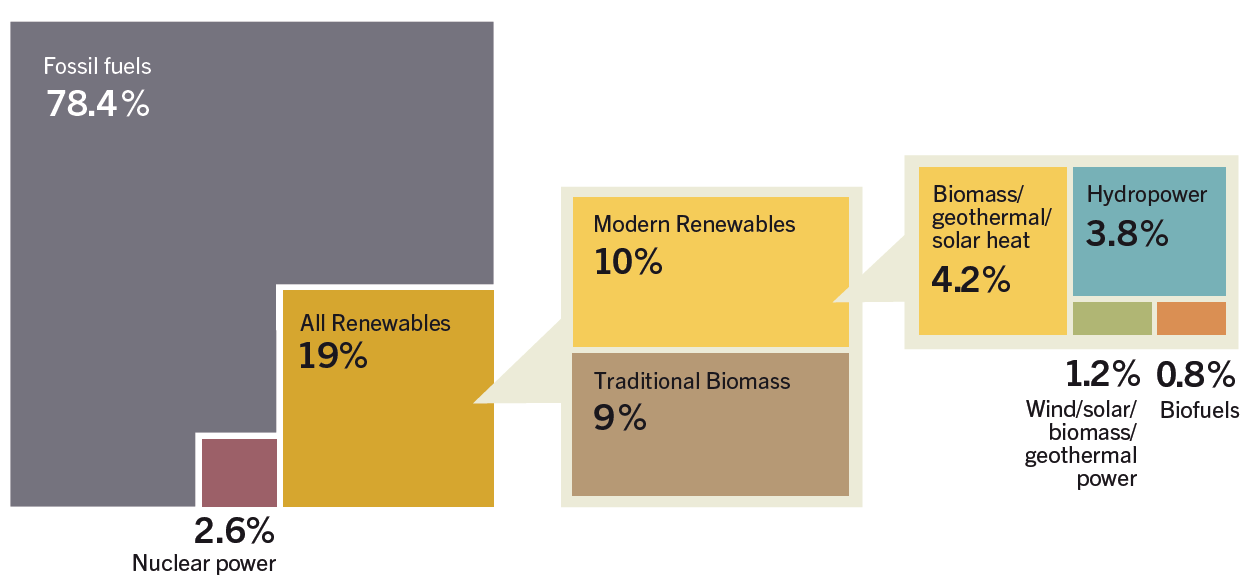 Fossil fuels
78.4%
All Renewables
19%
2.6%
Nuclear power
Modern Renewables
10%
Traditional Biomass
9%
Biomass/
geothermal/
solar heat
4.2%
Hydropower
3.8%
1.2%
Wind/solar/
biomass/
geothermal
power
0.8%
Biofuels